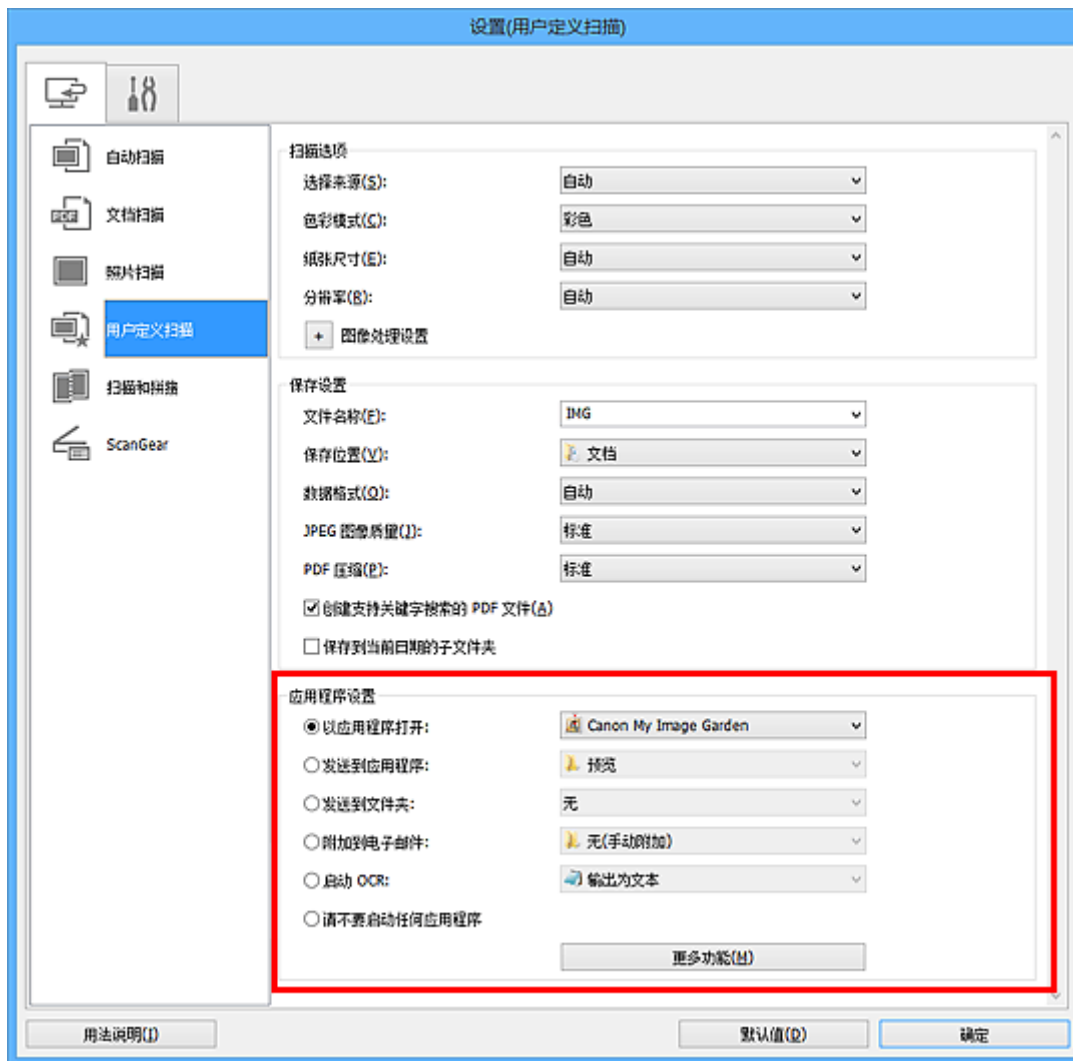 设置(用户定义扫描)
自动扫描
文档扫描
照片扫描
用户定义扫描
扫描和拼接
ScanGear
扫描选项
选择来源(S): 自动
色彩模式(C): 彩色
纸张尺寸(E): 自动
分辨率(R): 自动
+ 图像处理设置
保存设置
文件名称(F): IMG
保存位置(V): 文档
数据格式(O): 自动
JPEG 图像质量(J): 标准
PDF 压缩(P): 标准
创建支持关键字搜索的 PDF 文件(A)
保存到当前日期的子文件夹
应用程序设置
以应用程序打开: Canon My Image Garden
发送到应用程序: 预览
发送到文件夹: 无
附加到电子邮件: 无(手动附加)
启动 OCR: 输出为文本
请不要启动任何应用程序
更多功能(M)
用法说明(I) 默认值(D) 确定